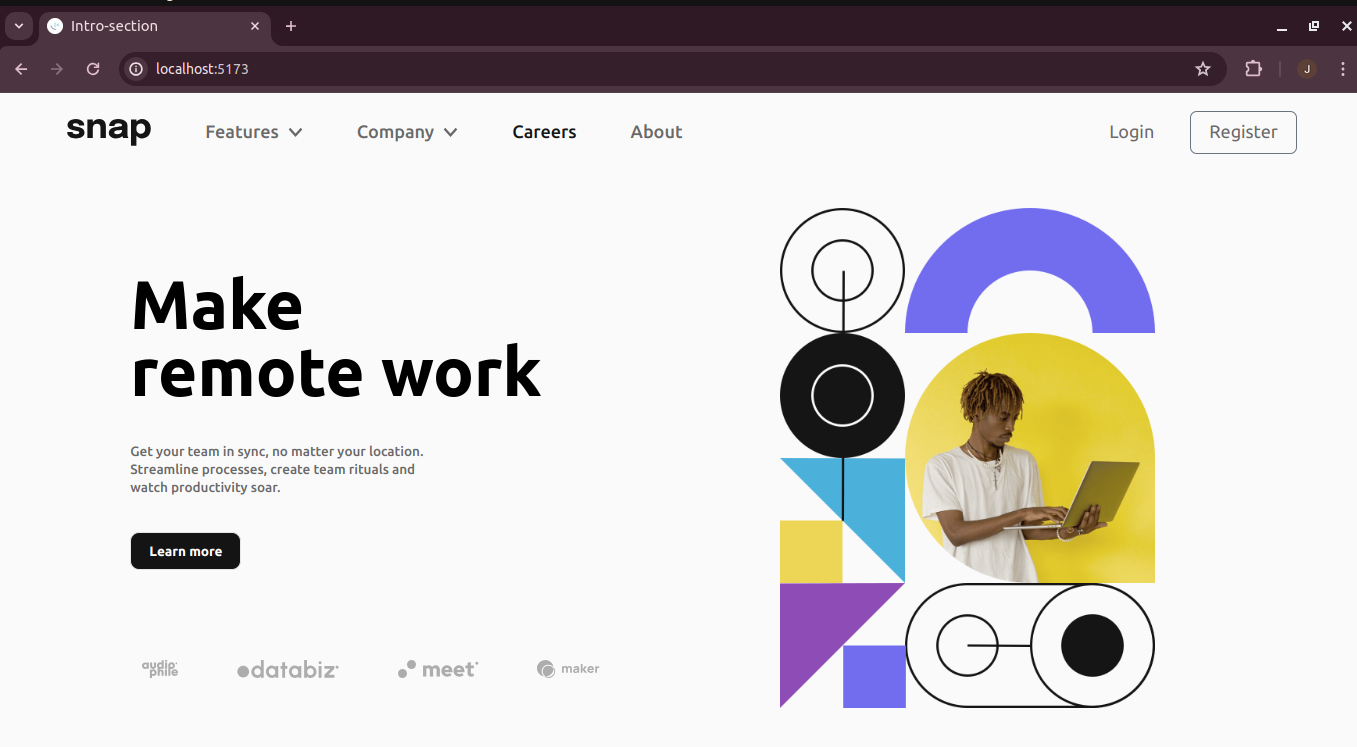 Intro-section
localhost:5173
J
snap
Features
Company
Careers
About
Login
Register
Make
remote work
Get your team in sync, no matter your location.
Streamline processes, create team rituals and
watch productivity soar.
Learn more
audio
phile
databiz
meet
maker